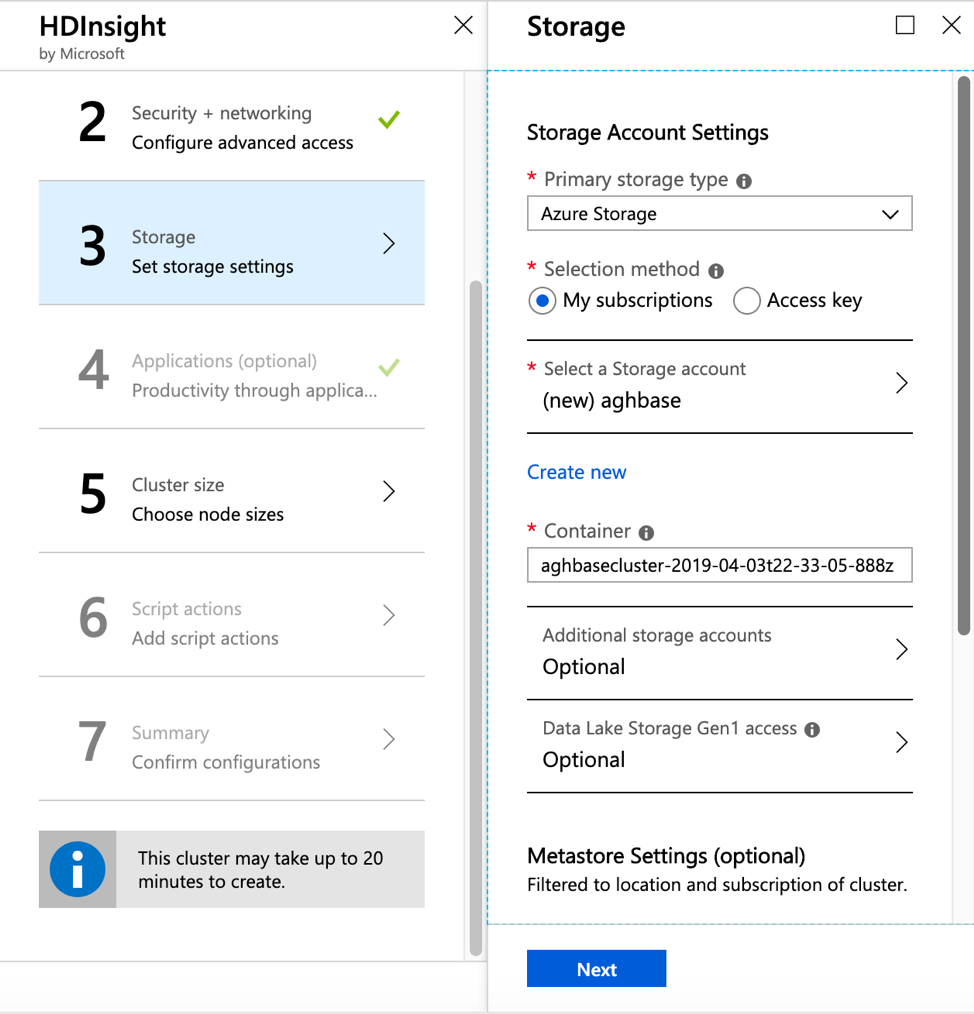 HDInsight
by Microsoft
2
Security + networking
Configure advanced access
3
Storage
Set storage settings
4
Applications (optional)
Productivity through applica...
5
Cluster size
Choose node sizes
6
Script actions
Add script actions
7
Summary
Confirm configurations
This cluster may take up to 20
minutes to create.
Storage
Storage Account Settings
* Primary storage type
Azure Storage
* Selection method
My subscriptions Access key
* Select a Storage account
(new) aghbase
Create new
* Container
aghbasecluster-2019-04-03t22-33-05-888z
Additional storage accounts
Optional
Data Lake Storage Gen1 access
Optional
Metastore Settings (optional)
Filtered to location and subscription of cluster.
Next